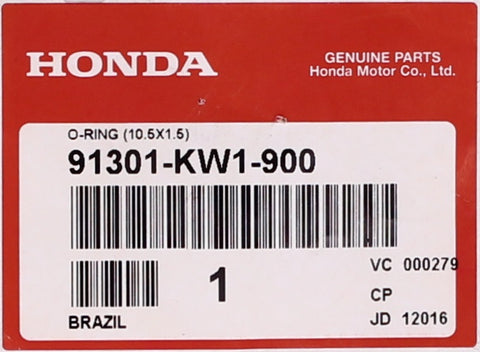 HONDA
GENUINE PARTS
Honda Motor Co., Ltd.
O-RING (10.5X1.5)
91301-KW1-900
1
VC 000279
CP
BRAZIL
JD 12016